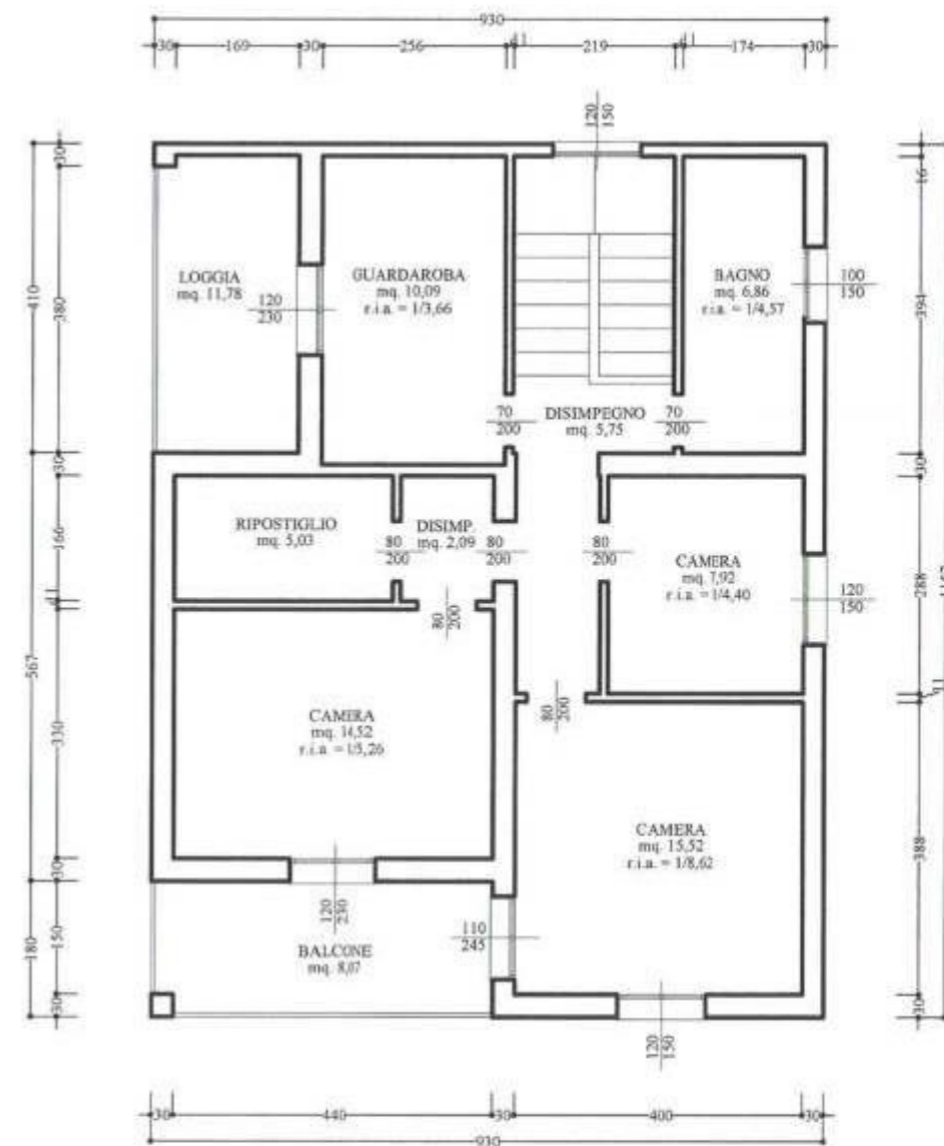 930
30 169 30 256 11 219 11 174 30
120
150
30
410
380
30
16
394
30
LOGGIA
mq. 11,78
120
230
GUARDAROBA
mq. 10,09
r.i.a. = 1/3,66
BAGNO
mq. 6,86
r.i.a. = 1/4,57
100
150
70
200
DISIMPEGNO
mq. 5,75
70
200
RIPOSTIGLIO
mq. 5,03
80
200
DISIMP.
mq. 2,09
80
200
80
200
CAMERA
mq. 7,92
r.i.a. = 1/4,40
120
150
166
11
567
330
30
288
11
388
30
80
200
80
200
CAMERA
mq. 14,52
r.i.a. = 1/5,26
CAMERA
mq. 15,52
r.i.a. = 1/8,62
120
230
110
245
BALCONE
mq. 8,07
180
150
30
120
150
30 440 30 400 30
930